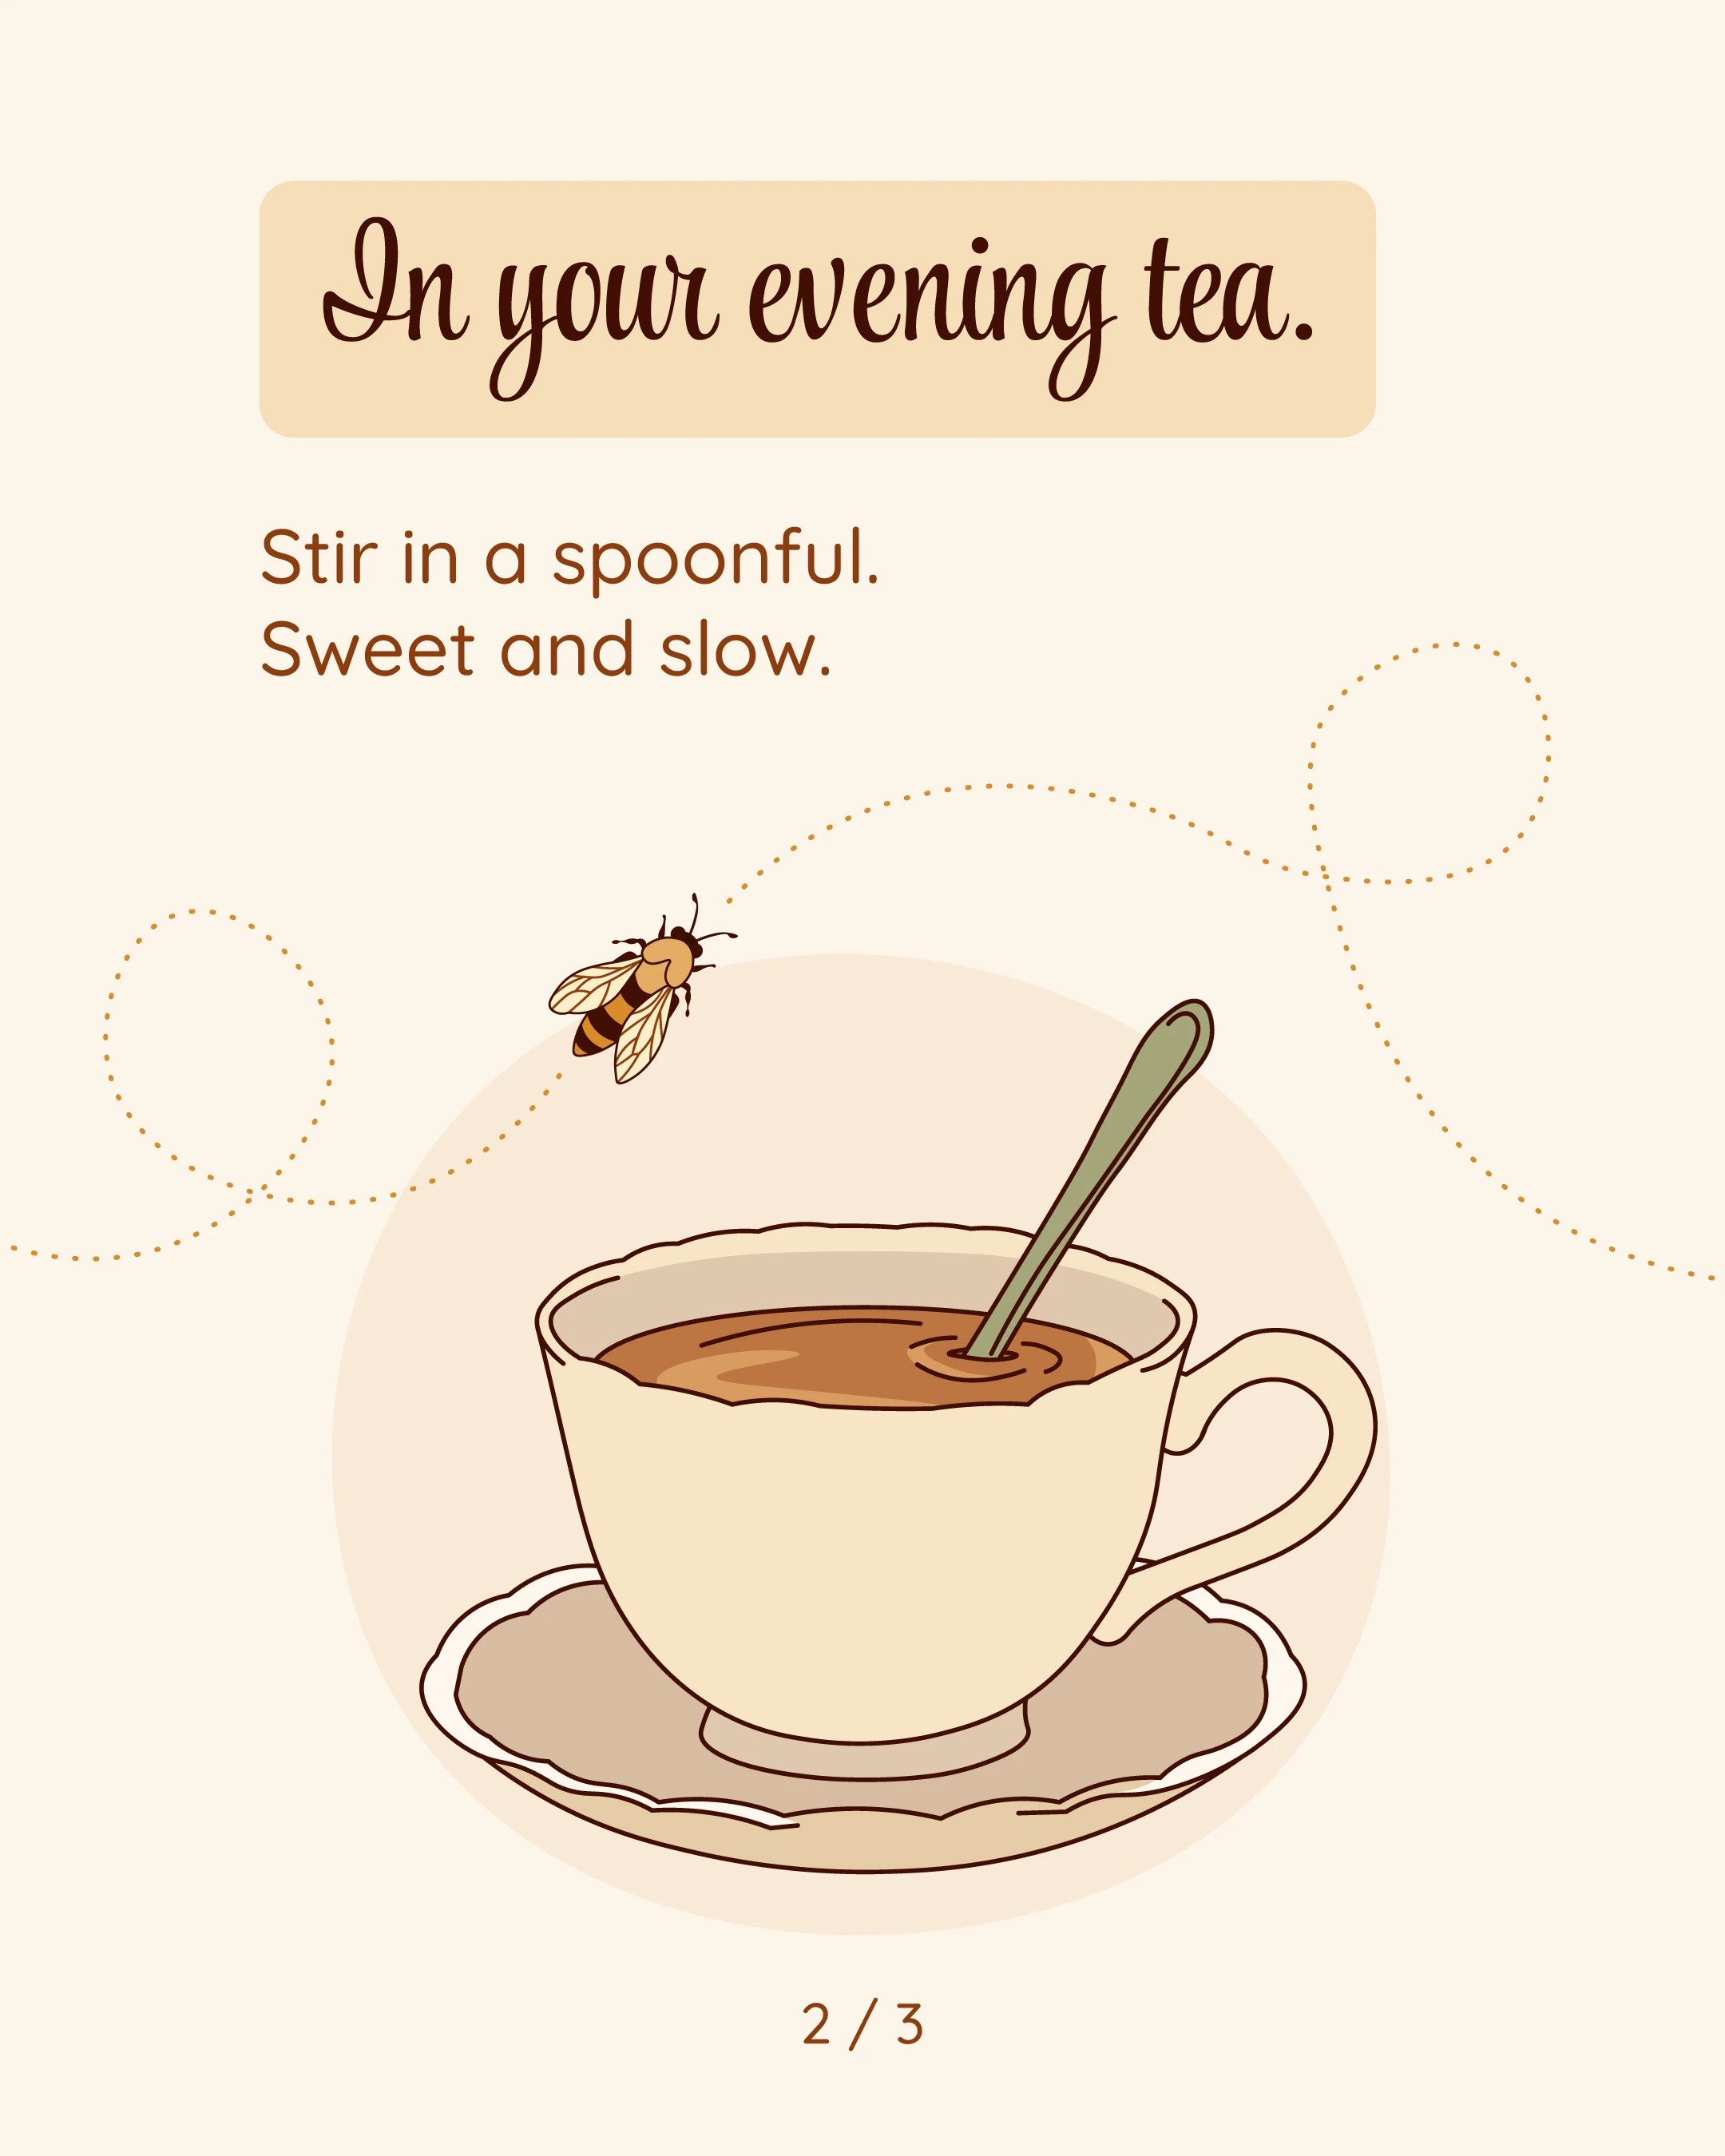 In your evening tea.
Stir in a spoonful.
Sweet and slow.
2 / 3